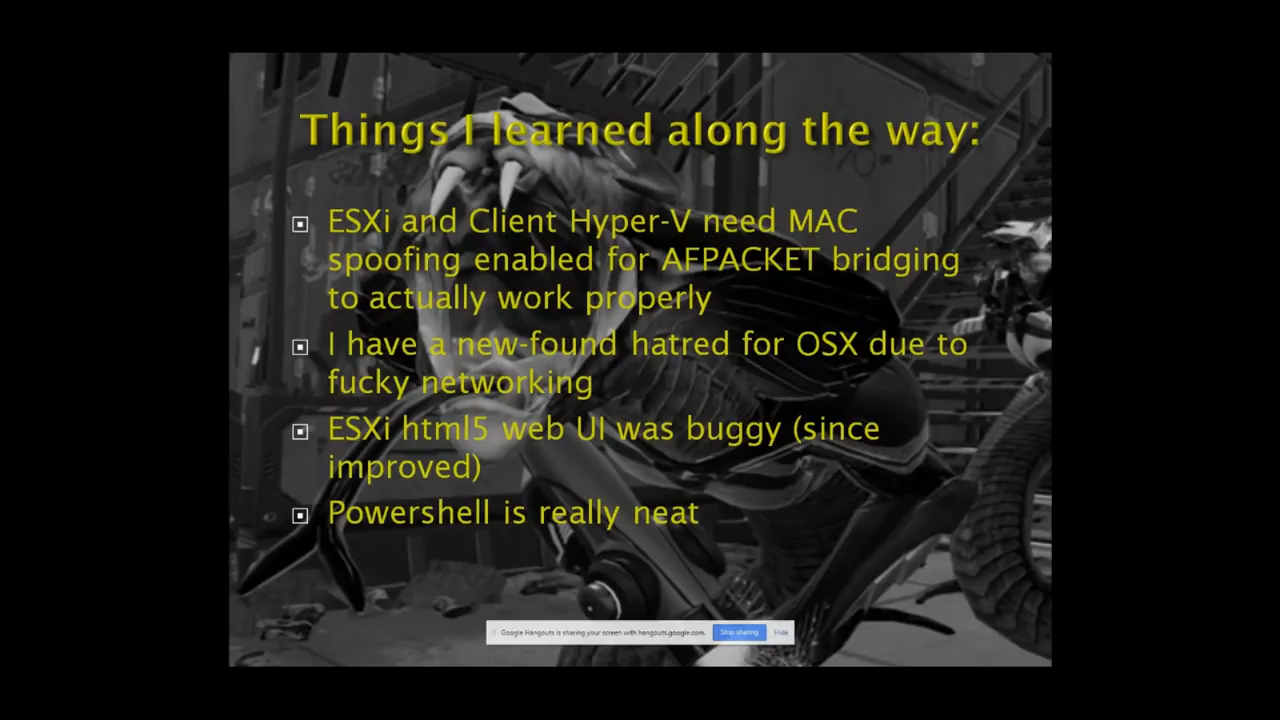 Things I learned along the way:
ESXi and Client Hyper-V need MAC
spoofing enabled for AFPACKET bridging
to actually work properly
I have a new-found hatred for OSX due to
fucky networking
ESXi html5 web UI was buggy (since
improved)
Powershell is really neat
Google Hangouts is sharing your screen with hangouts.google.com. Stop sharing Hide